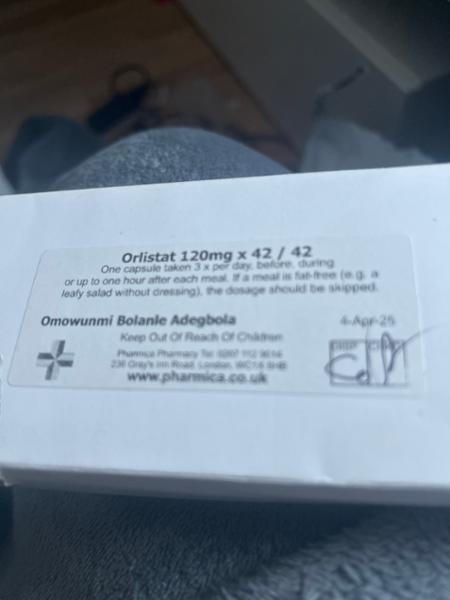 Orlistat 120mg x 42 / 42
One capsule taken 3 x per day, before, during
or up to one hour after each meal. If a meal is fat-free (e.g. a
leafy salad without dressing), the dosage should be skipped.
Omowunmi Bolanle Adegbola
4-Apr-25
Keep Out Of Reach Of Children
Pharmica Pharmacy Tel: 0207 112 9014
236 Gray's Inn Road, London, WC1X 8HB
www.pharmica.co.uk